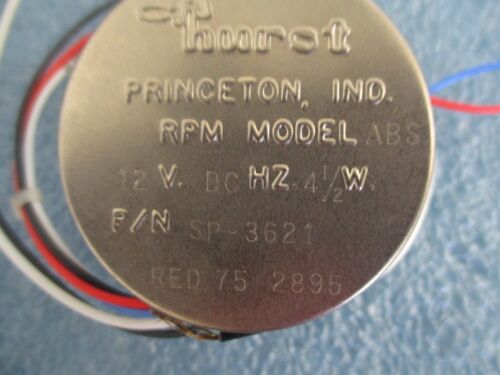 hurst
PRINCETON, IND.
RPM MODEL ABS
12 V. DC HZ 4½ W.
P/N SP-3621
RED 75 2895